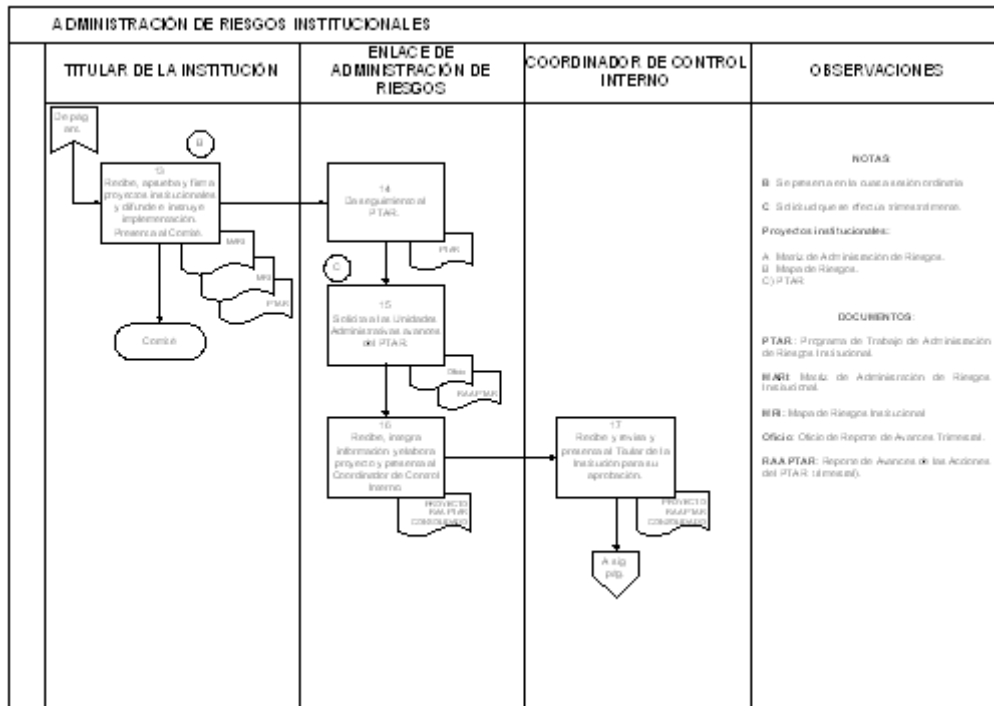 ADMINISTRACIÓN DE RIESGOS INSTITUCIONALES
TITULAR DE LA INSTITUCIÓN
ENLACE DE
ADMINISTRACIÓN DE
RIESGOS
COORDINADOR DE CONTROL
INTERNO
OBSERVACIONES
De pág.
ant.
B
13
Recibe, aprueba y firma
proyectos institucionales
y difunde e instruye
implementación.
Presenta al Comité.
MARI
MRI
PTAR
Comité
14
Da seguimiento al
PTAR.
PTAR
C
15
Solicita a las Unidades
Administrativas avances
del PTAR.
Oficio
RAAPTAR
16
Recibe, integra
información y elabora
proyecto y presenta al
Coordinador de Control
Interno.
PROYECTO
RAAPTAR
CONSOLIDADO
17
Recibe y revisa y
presenta al Titular de la
Institución para su
aprobación.
PROYECTO
RAAPTAR
CONSOLIDADO
A sig.
pág.
NOTAS
B Se presenta en la cuarta sesión ordinaria
C Solicitud que se efectua trimestralmente.
Proyectos institucionales:
A Matriz de Administración de Riesgos.
B Mapa de Riesgos.
C) PTAR
DOCUMENTOS:
PTAR: Programa de Trabajo de Administración
de Riesgos Institucional.
MARI: Matriz de Administración de Riesgos
Institucional.
MRI: Mapa de Riesgos Institucional
Oficio: Oficio de Reporte de Avances Trimestral.
RAAPTAR: Reporte de Avances de las Acciones
del PTAR trimestral).